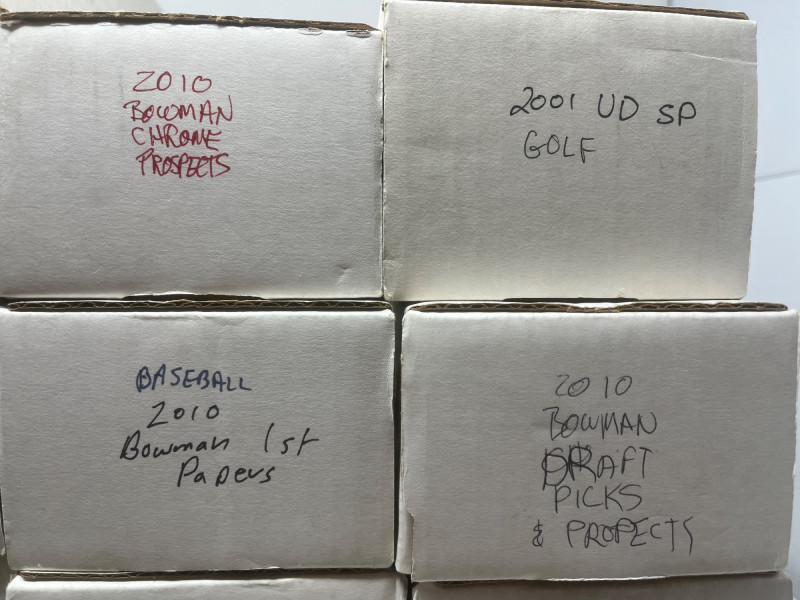 2010
BOWMAN
CHROME
PROSPECTS
2001 UD SP
GOLF
BASEBALL
2010
Bowman 1st
Papers
2010
BOWMAN
DRAFT
PICKS
& PROPECTS